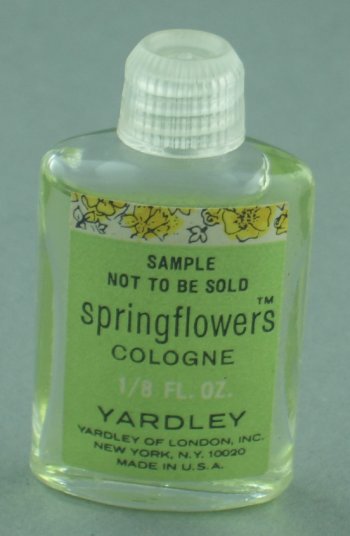 SAMPLE
NOT TO BE SOLD
springflowers™
COLOGNE
1/8 FL. OZ.
YARDLEY
YARDLEY OF LONDON, INC.
NEW YORK, N.Y. 10020
MADE IN U.S.A.